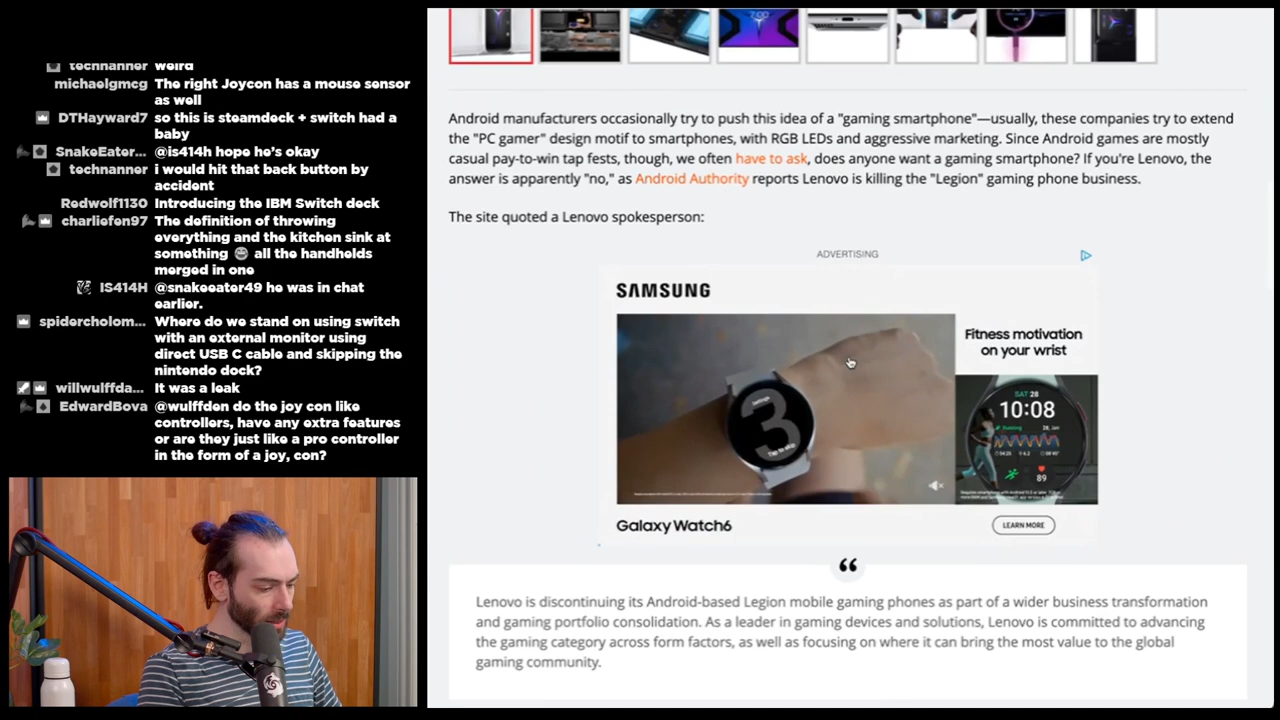 technanner weird
michaelgmcg The right Joycon has a mouse sensor
as well
DTHayward7 so this is steamdeck + switch had a
baby
SnakeEater... @is414h hope he's okay
technanner i would hit that back button by
accident
Redwolf1130 Introducing the IBM Switch deck
charliefen97 The definition of throwing
everything and the kitchen sink at
something 😂 all the handhelds
merged in one
IS414H @snakeeater49 he was in chat
earlier.
spidercholom... Where do we stand on using switch
with an external monitor using
direct USB C cable and skipping the
nintendo dock?
willwulffda... It was a leak
EdwardBova @wulffden do the joy con like
controllers, have any extra features
or are they just like a pro controller
in the form of a joy, con?
7:00
Android manufacturers occasionally try to push this idea of a "gaming smartphone"—usually, these companies try to extend
the "PC gamer" design motif to smartphones, with RGB LEDs and aggressive marketing. Since Android games are mostly
casual pay-to-win tap fests, though, we often have to ask, does anyone want a gaming smartphone? If you're Lenovo, the
answer is apparently "no," as Android Authority reports Lenovo is killing the "Legion" gaming phone business.
The site quoted a Lenovo spokesperson:
ADVERTISING
SAMSUNG
3
Tap to skip
Fitness motivation
on your wrist
SAT 28
10:08
89
Galaxy Watch6
LEARN MORE
“
Lenovo is discontinuing its Android-based Legion mobile gaming phones as part of a wider business transformation
and gaming portfolio consolidation. As a leader in gaming devices and solutions, Lenovo is committed to advancing
the gaming category across form factors, as well as focusing on where it can bring the most value to the global
gaming community.